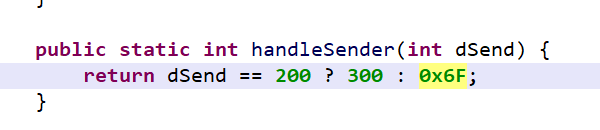 }
public static int handleSender(int dSend) {
return dSend == 200 ? 300 : 0x6F;
}